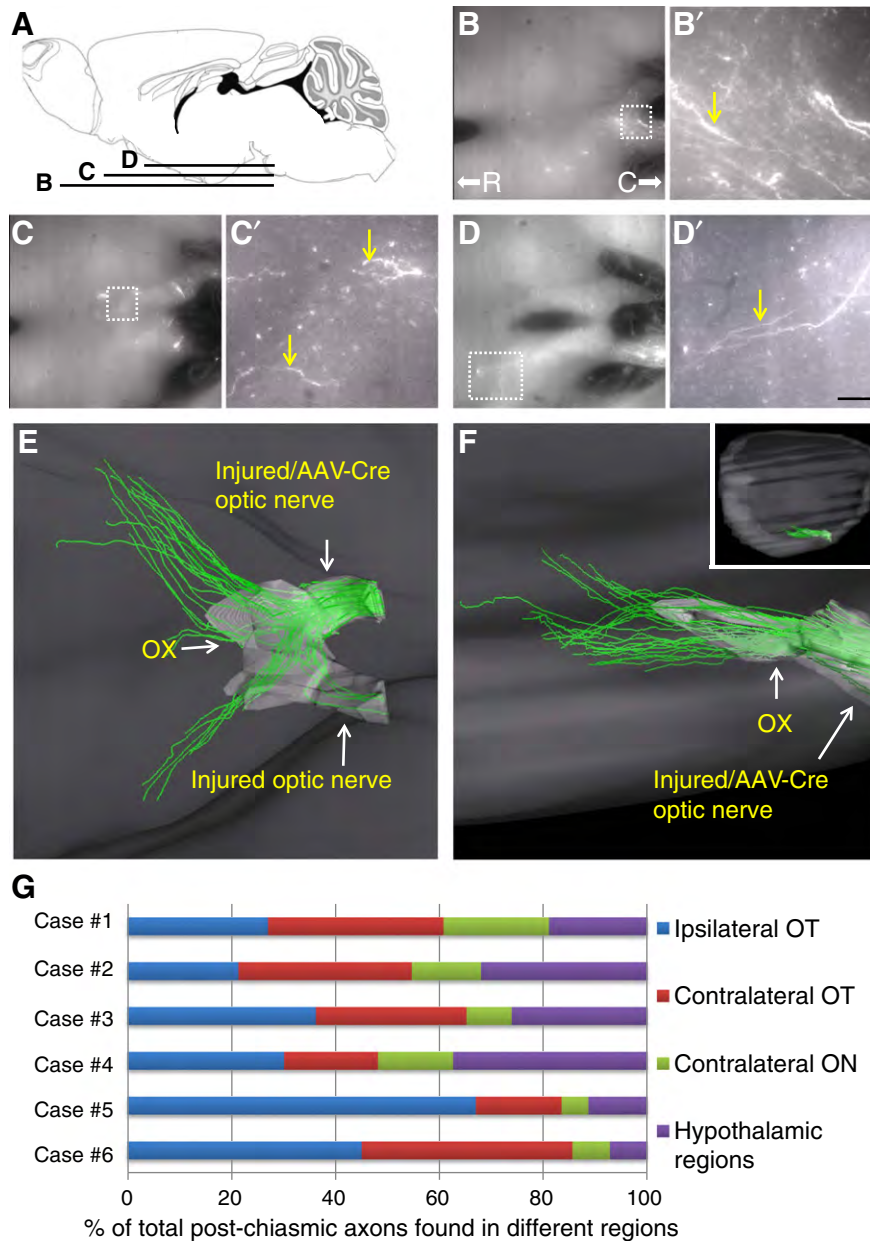 A
D
C
B
B
B′
R
C
C
C′
D
D′
E
Injured/AAV-Cre
optic nerve
OX
Injured optic nerve
F
OX
Injured/AAV-Cre
optic nerve
G
Case #1
Case #2
Case #3
Case #4
Case #5
Case #6
0 20 40 60 80 100
% of total post-chiasmic axons found in different regions
Ipsilateral OT
Contralateral OT
Contralateral ON
Hypothalamic
regions